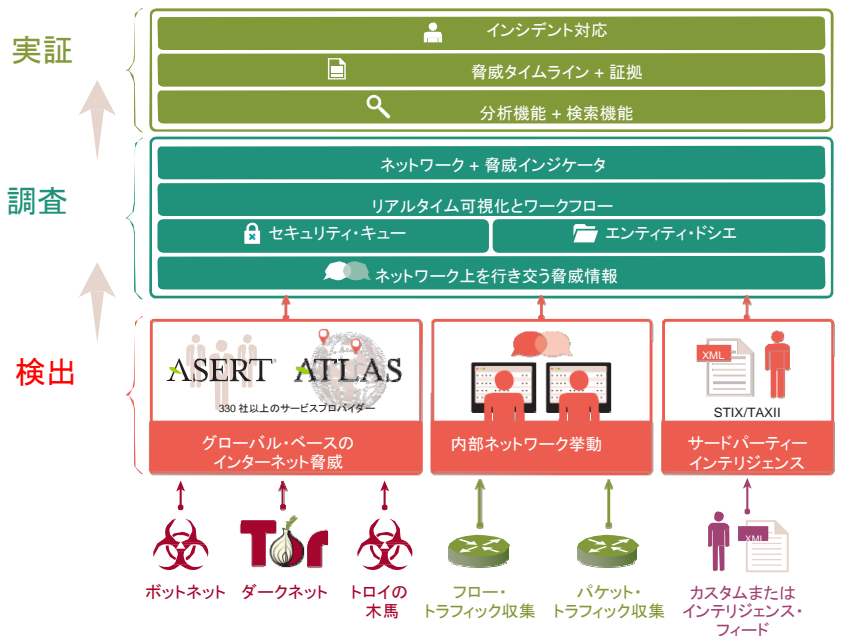 実証
インシデント対応
脅威タイムライン + 証拠
分析機能 + 検索機能
調査
ネットワーク + 脅威インジケータ
リアルタイム可視化とワークフロー
セキュリティ・キュー
エンティティ・ドシエ
ネットワーク上を行き交う脅威情報
検出
ASERT
ATLAS
330 社以上のサービスプロバイダー
グローバル・ベースの
インターネット脅威
内部ネットワーク挙動
XML
STIX/TAXII
サードパーティー
インテリジェンス
Tor
XML
ボットネット
ダークネット
トロイの
木馬
フロー・
トラフィック収集
パケット・
トラフィック収集
カスタムまたは
インテリジェンス・
フィード